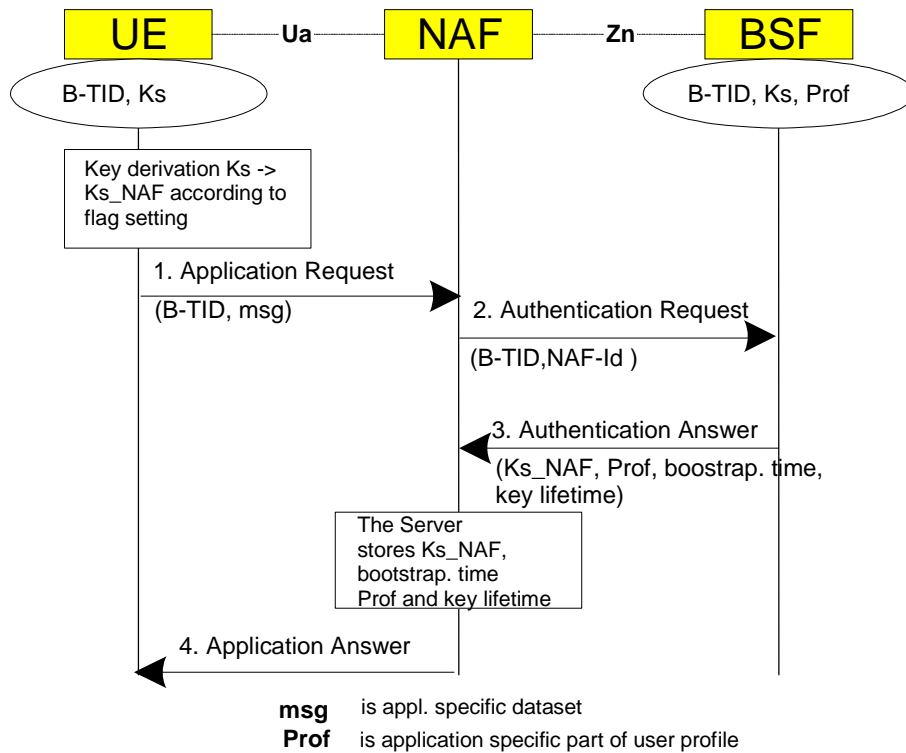 UE
Ua
NAF
Zn
BSF
B-TID, Ks
B-TID, Ks, Prof
Key derivation Ks ->
Ks_NAF according to
flag setting
1. Application Request
(B-TID, msg)
2. Authentication Request
(B-TID,NAF-Id )
3. Authentication Answer
(Ks_NAF, Prof, boostrap. time,
key lifetime)
The Server
stores Ks_NAF,
bootstrap. time
Prof and key lifetime
4. Application Answer
msg is appl. specific dataset
Prof is application specific part of user profile